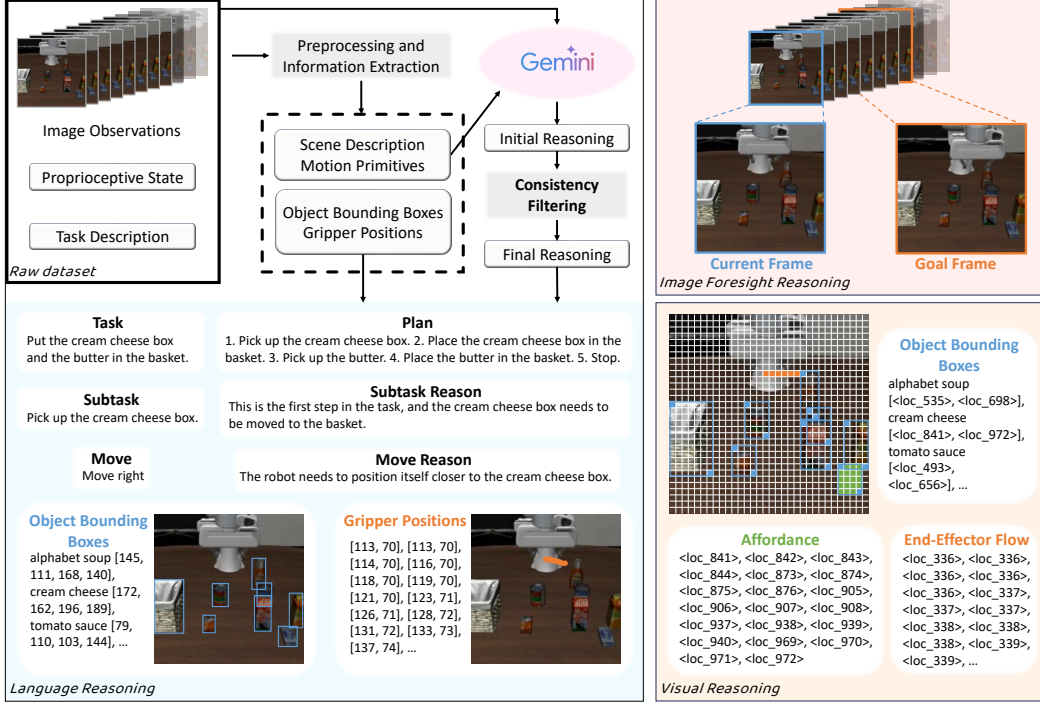 Image Observations
Proprioceptive State
Task Description
Raw dataset
Preprocessing and
Information Extraction
Scene Description
Motion Primitives
Object Bounding Boxes
Gripper Positions
Gemini
Initial Reasoning
Consistency
Filtering
Final Reasoning
Task
Put the cream cheese box
and the butter in the basket.
Plan
1. Pick up the cream cheese box. 2. Place the cream cheese box in the
basket. 3. Pick up the butter. 4. Place the butter in the basket. 5. Stop.
Subtask
Pick up the cream cheese box.
Subtask Reason
This is the first step in the task, and the cream cheese box needs to
be moved to the basket.
Move
Move right
Move Reason
The robot needs to position itself closer to the cream cheese box.
Object Bounding
Boxes
alphabet soup [145,
111, 168, 140],
cream cheese [172,
162, 196, 189],
tomato sauce [79,
110, 103, 144], ...
Gripper Positions
[113, 70], [113, 70],
[114, 70], [116, 70],
[118, 70], [119, 70],
[121, 70], [123, 71],
[126, 71], [128, 72],
[131, 72], [133, 73],
[137, 74], ...
Language Reasoning
Current Frame
Goal Frame
Image Foresight Reasoning
Object Bounding
Boxes
alphabet soup
[<loc_535>, <loc_698>],
cream cheese
[<loc_841>, <loc_972>],
tomato sauce
[<loc_493>,
<loc_656>], ...
Affordance
<loc_841>, <loc_842>, <loc_843>,
<loc_844>, <loc_873>, <loc_874>,
<loc_875>, <loc_876>, <loc_905>,
<loc_906>, <loc_907>, <loc_908>,
<loc_937>, <loc_938>, <loc_939>,
<loc_940>, <loc_969>, <loc_970>,
<loc_971>, <loc_972>
End-Effector Flow
<loc_336>, <loc_336>,
<loc_336>, <loc_336>,
<loc_336>, <loc_337>,
<loc_337>, <loc_337>,
<loc_338>, <loc_338>,
<loc_338>, <loc_339>,
<loc_339>, ...
Visual Reasoning